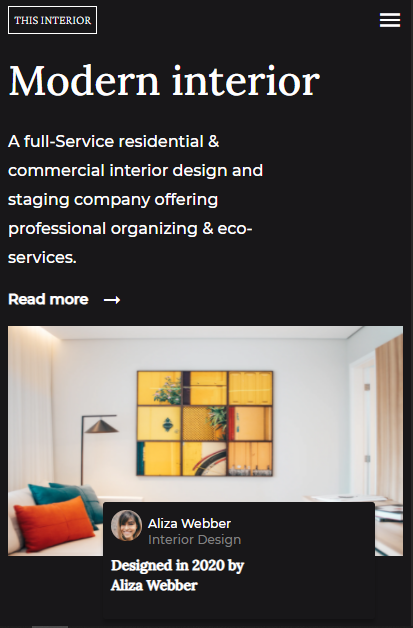 THIS INTERIOR
Modern interior
A full-Service residential &
commercial interior design and
staging company offering
professional organizing & eco-
services.
Read more →
Aliza Webber
Interior Design
Designed in 2020 by
Aliza Webber